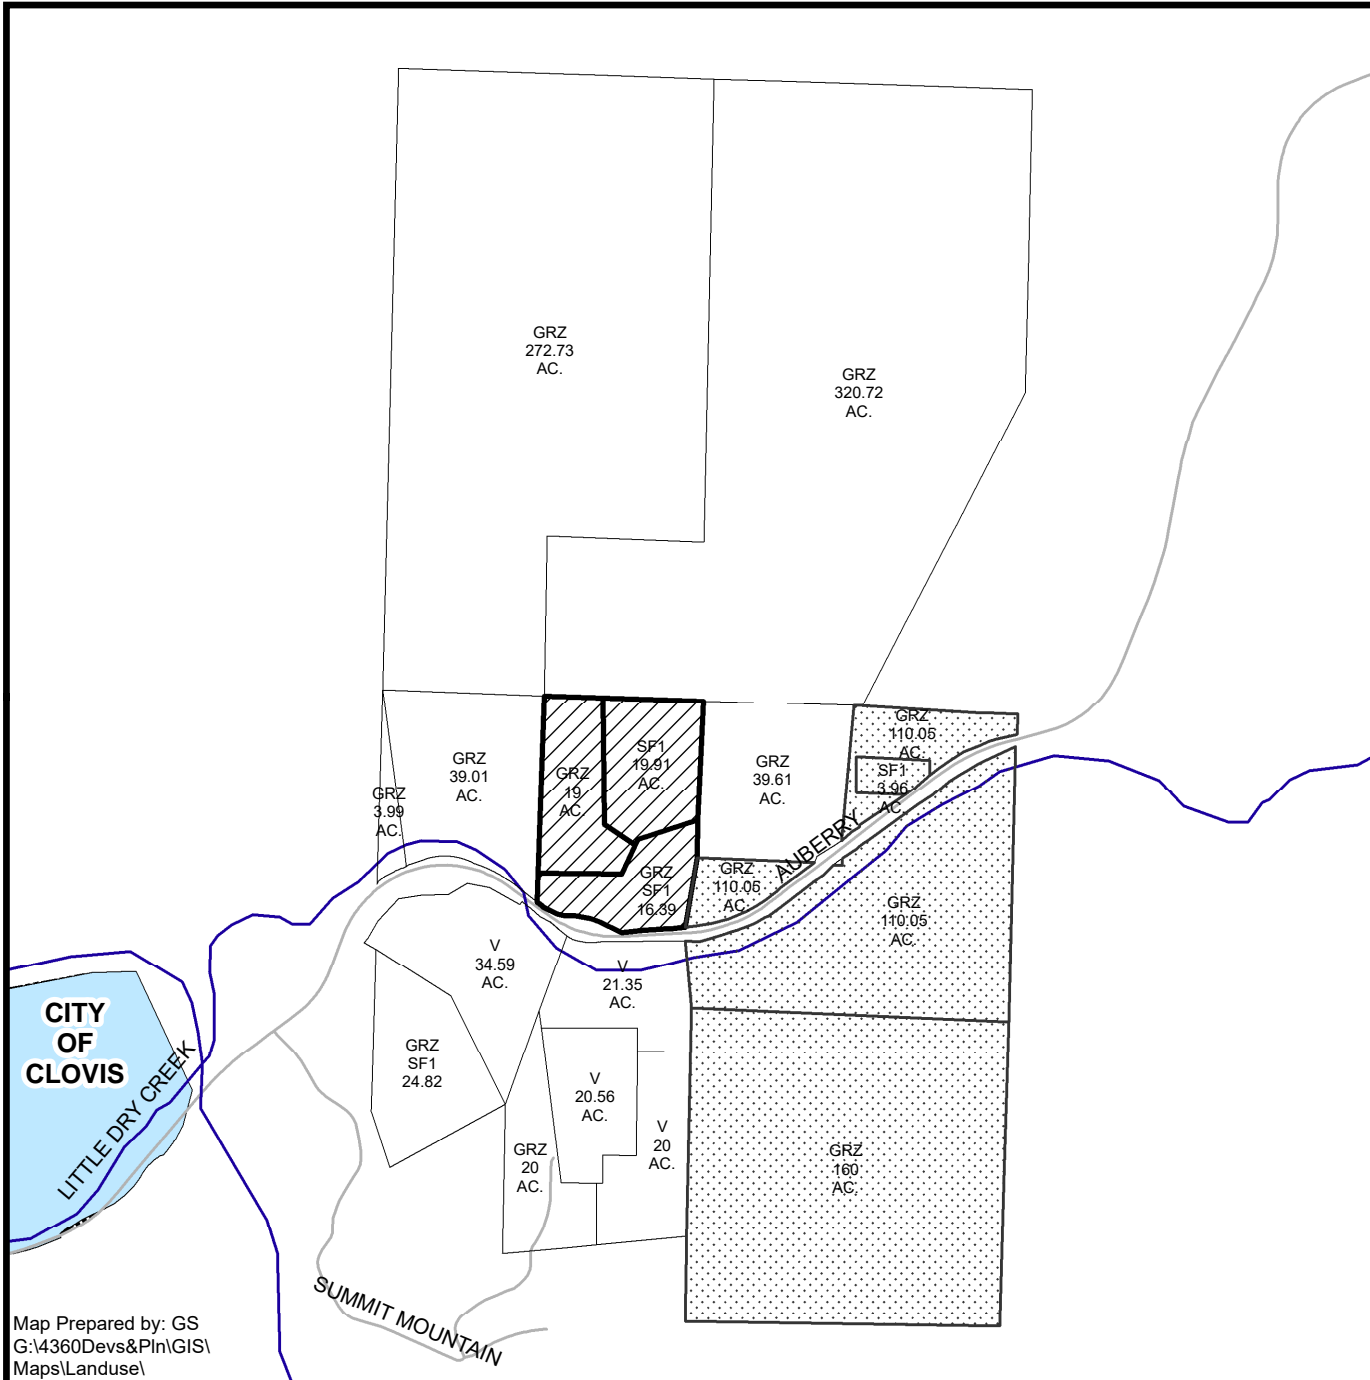 GRZ
272.73
AC.
GRZ
320.72
AC.
GRZ
110.05
AC.
SF1
19.91
AC.
GRZ
39.01
AC.
GRZ
19
AC.
GRZ
39.61
AC.
SF1
3.96
AC.
GRZ
3.99
AC.
AUBERRY
GRZ
SF1
16.39
GRZ
110.05
AC.
GRZ
110.05
AC.
V
34.59
AC.
V
21.35
AC.
CITY
OF
CLOVIS
LITTLE DRY CREEK
GRZ
SF1
24.82
V
20.56
AC.
V
20
AC.
GRZ
20
AC.
GRZ
160
AC.
SUMMIT MOUNTAIN
Map Prepared by: GS
G:\4360Devs&Pln\GIS\
Maps\Landuse\